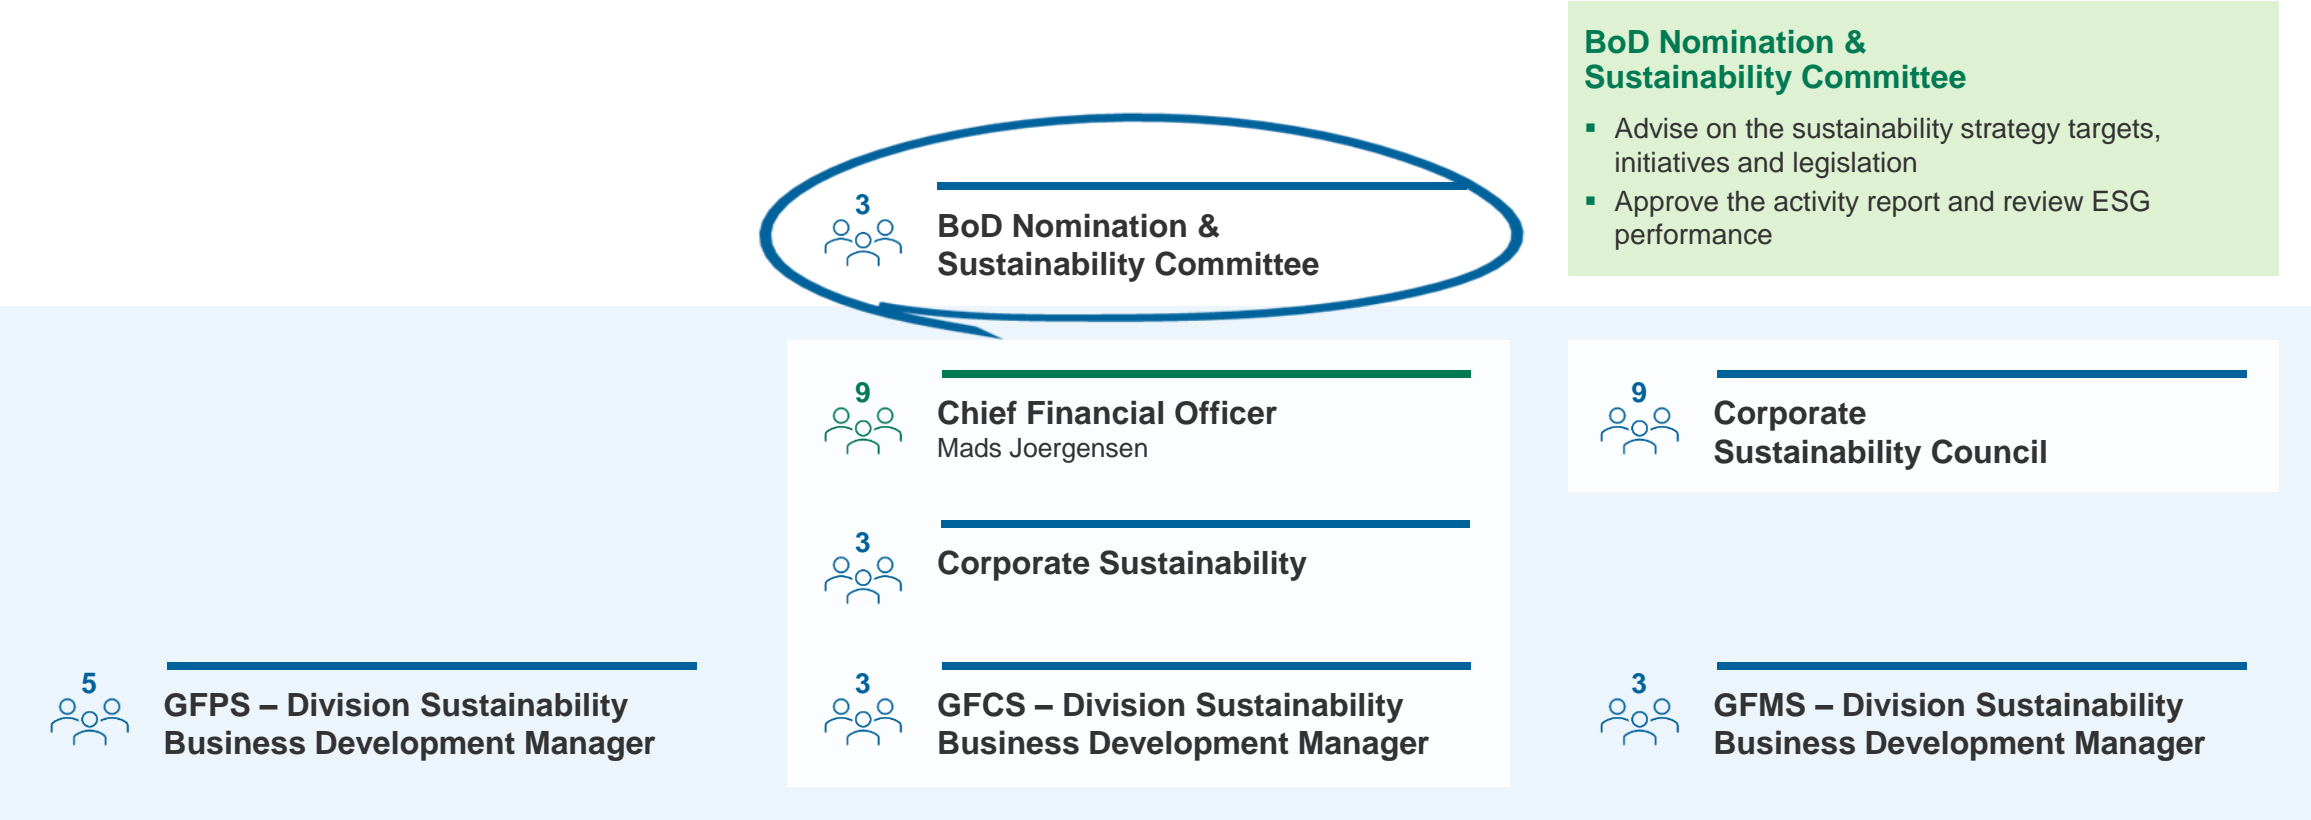 BoD Nomination &
Sustainability Committee
▪ Advise on the sustainability strategy targets,
initiatives and legislation
▪ Approve the activity report and review ESG
performance
3
BoD Nomination &
Sustainability Committee
9
Chief Financial Officer
Mads Joergensen
9
Corporate
Sustainability Council
3
Corporate Sustainability
5
GFPS – Division Sustainability
Business Development Manager
3
GFCS – Division Sustainability
Business Development Manager
3
GFMS – Division Sustainability
Business Development Manager